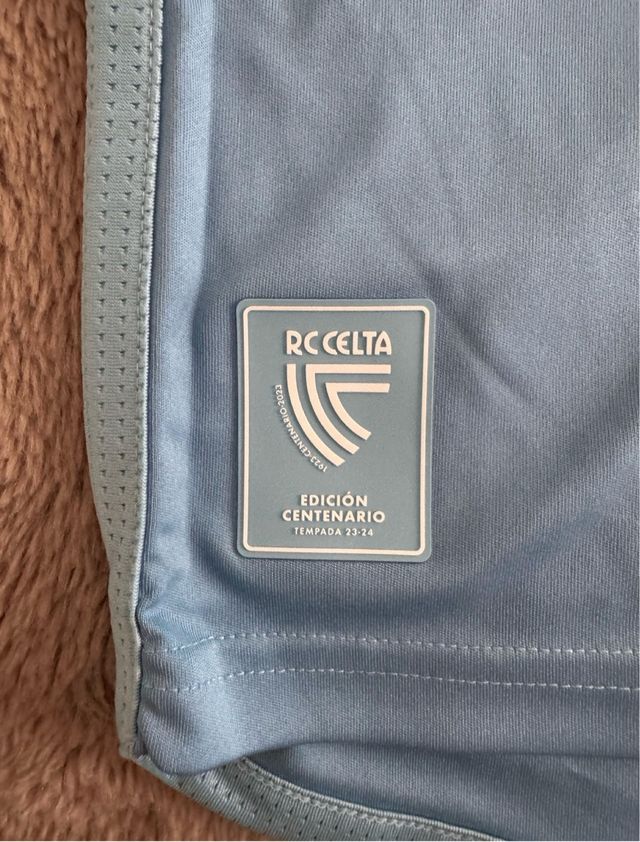 RC CELTA
1923·CENTENARIO·2023
EDICIÓN
CENTENARIO
TEMPADA 23-24